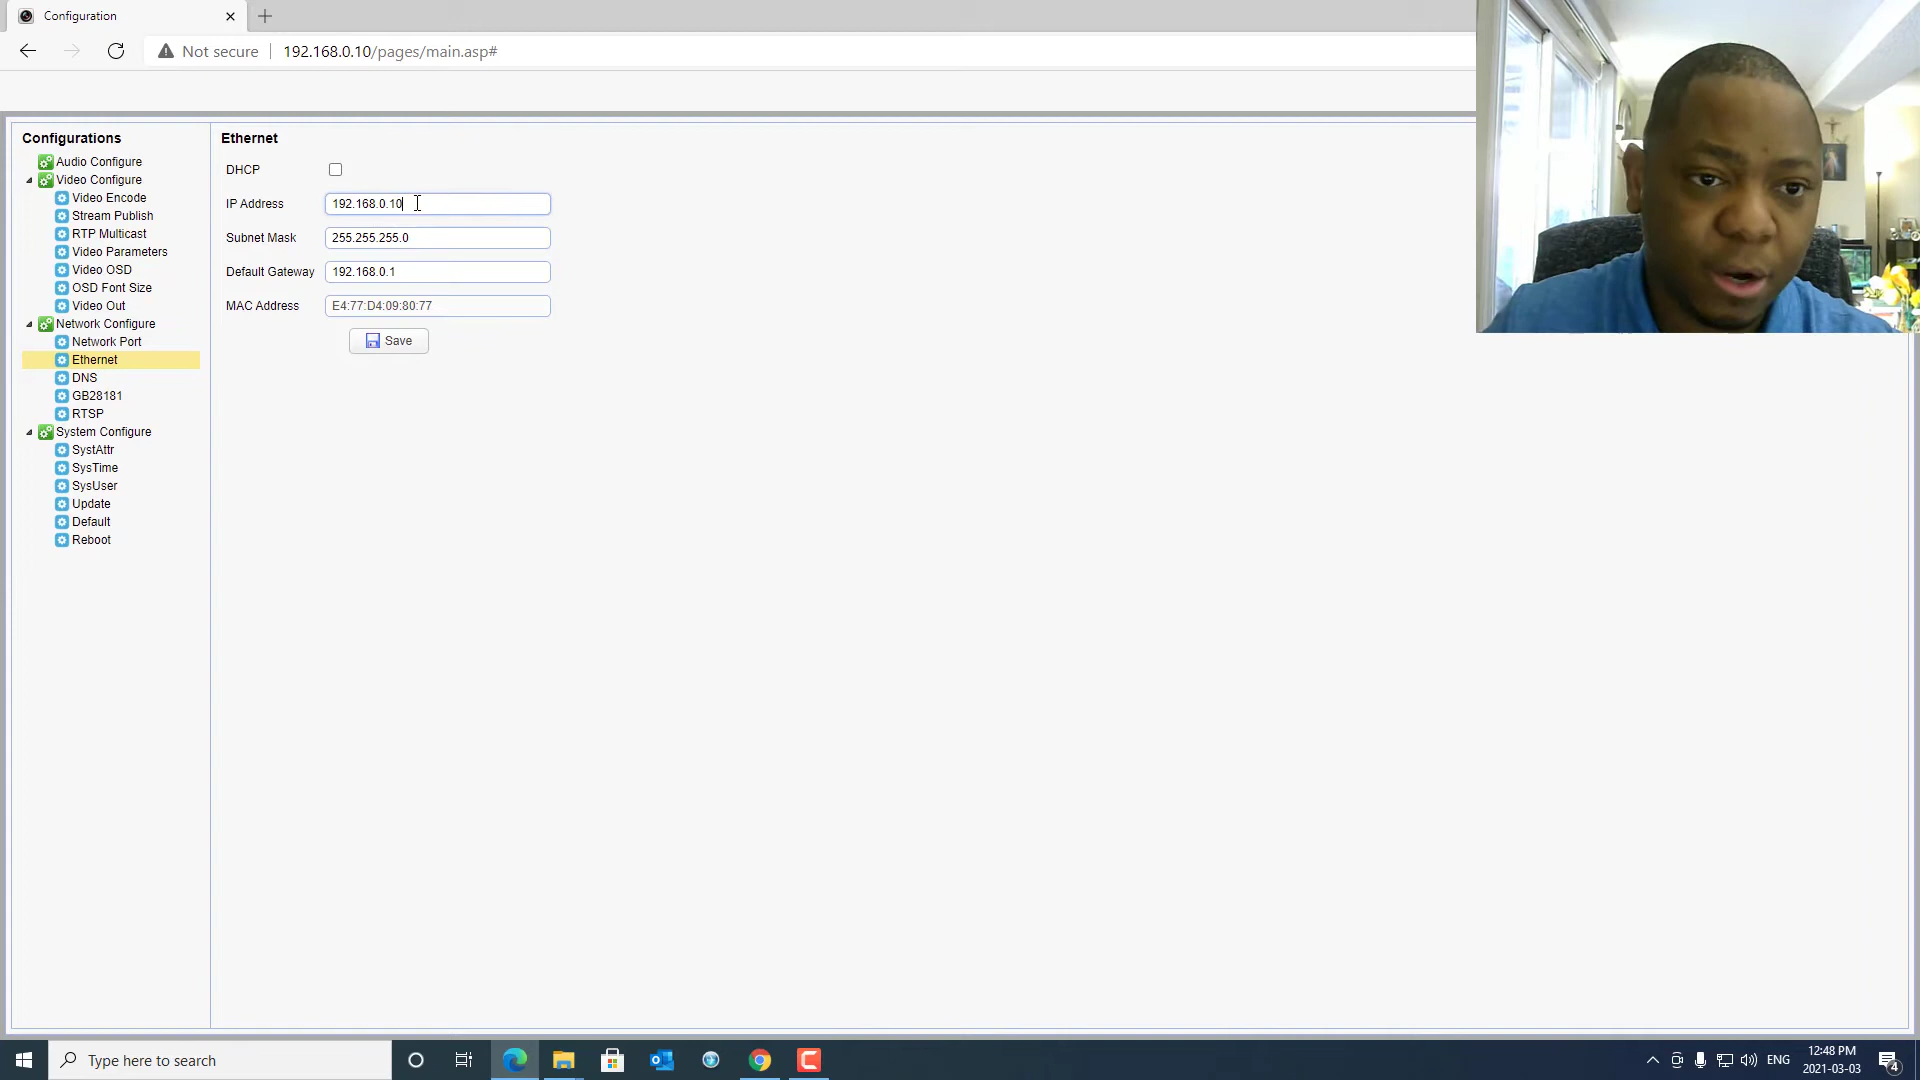 Configuration
Not secure
192.168.0.10/pages/main.asp#
Configurations
Audio Configure
Video Configure
Video Encode
Stream Publish
RTP Multicast
Video Parameters
Video OSD
OSD Font Size
Video Out
Network Configure
Network Port
Ethernet
DNS
GB28181
RTSP
System Configure
SystAttr
SysTime
SysUser
Update
Default
Reboot
Ethernet
DHCP
IP Address 192.168.0.10
Subnet Mask 255.255.255.0
Default Gateway 192.168.0.1
MAC Address E4:77:D4:09:80:77
Save
Type here to search
ENG
12:48 PM
2021-03-03
4